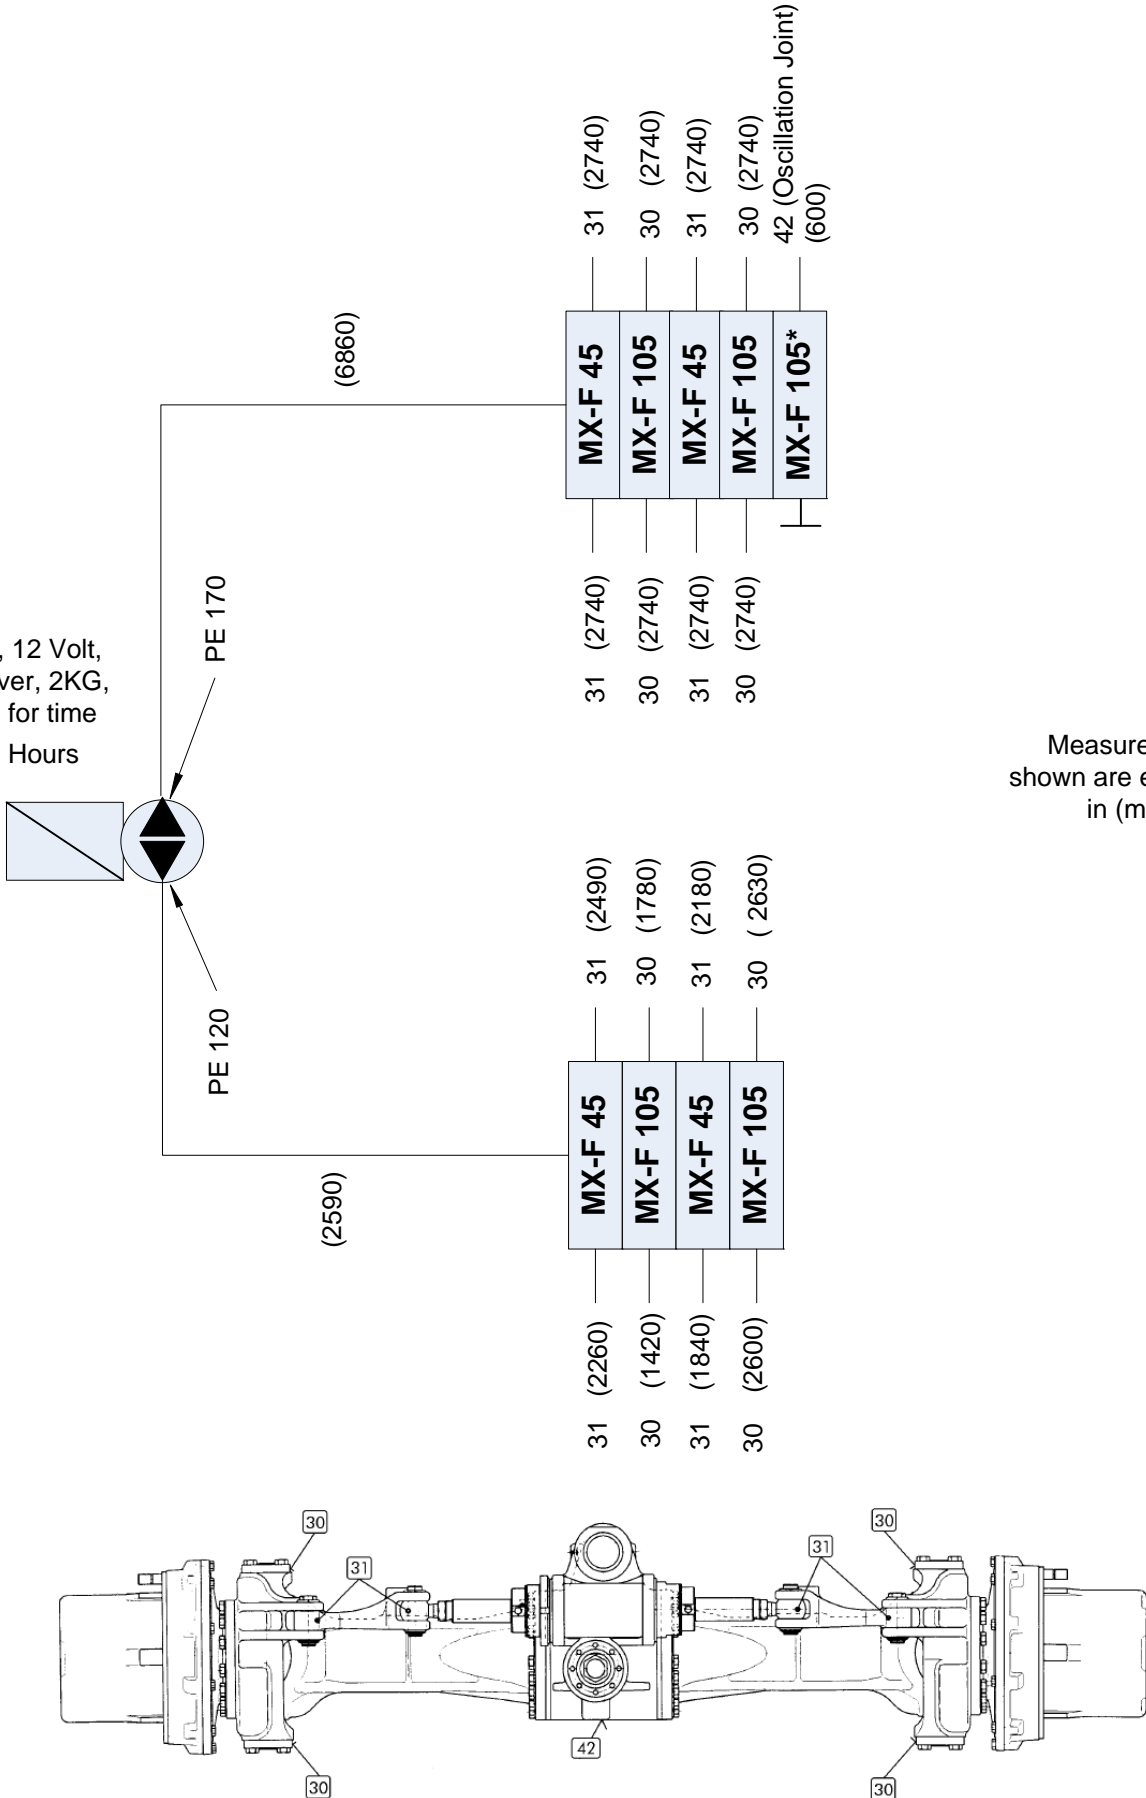 , 12 Volt,
ver, 2KG,
for time
Hours
PE 170
PE 120
(6860)
(2590)
31 (2740)
30 (2740)
31 (2740)
30 (2740)
42 (Oscillation Joint)
(600)
MX-F 45
MX-F 105
MX-F 45
MX-F 105
MX-F 105*
31 (2740)
30 (2740)
31 (2740)
30 (2740)
Measure
shown are e
in (m
31 (2490)
30 (1780)
31 (2180)
30 ( 2630)
MX-F 45
MX-F 105
MX-F 45
MX-F 105
31 (2260)
30 (1420)
31 (1840)
30 (2600)
30
31
31
30
42
30
30